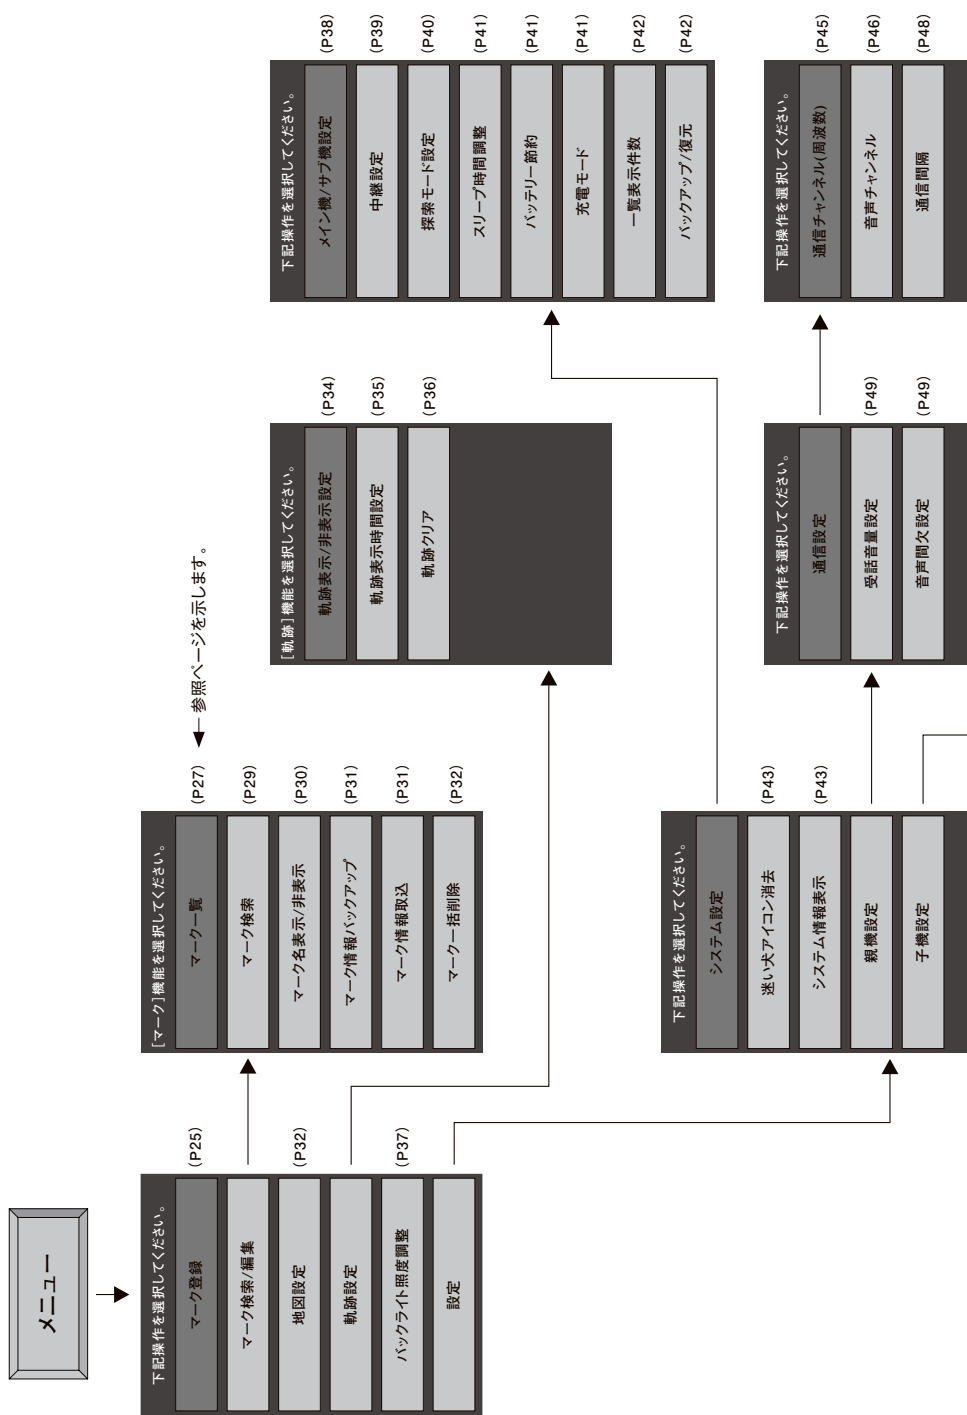 メニュー
下記操作を選択してください。
マーク登録 (P25)
マーク検索/編集
地図設定 (P32)
軌跡設定
バックライト照度調整 (P37)
設定
[マーク]機能を選択してください。
マーク一覧 (P27)
参照ページを示します。
マーク検索 (P29)
マーク名表示/非表示 (P30)
マーク情報バックアップ (P31)
マーク情報取込 (P31)
マーク一括削除 (P32)
[軌跡]機能を選択してください。
軌跡表示/非表示設定 (P34)
軌跡表示時間設定 (P35)
軌跡クリア (P36)
下記操作を選択してください。
システム設定
迷い犬アイコン消去 (P43)
システム情報表示 (P43)
親機設定
子機設定
下記操作を選択してください。
メイン機/サブ機設定 (P38)
中継設定 (P39)
探索モード設定 (P40)
スリープ時間調整 (P41)
バッテリー節約 (P41)
充電モード (P41)
一覧表示件数 (P42)
バックアップ/復元 (P42)
下記操作を選択してください。
通信設定
受話音量設定 (P49)
音声間欠設定 (P49)
下記操作を選択してください。
通信チャンネル(周波数) (P45)
音声チャンネル (P46)
通信間隔 (P48)